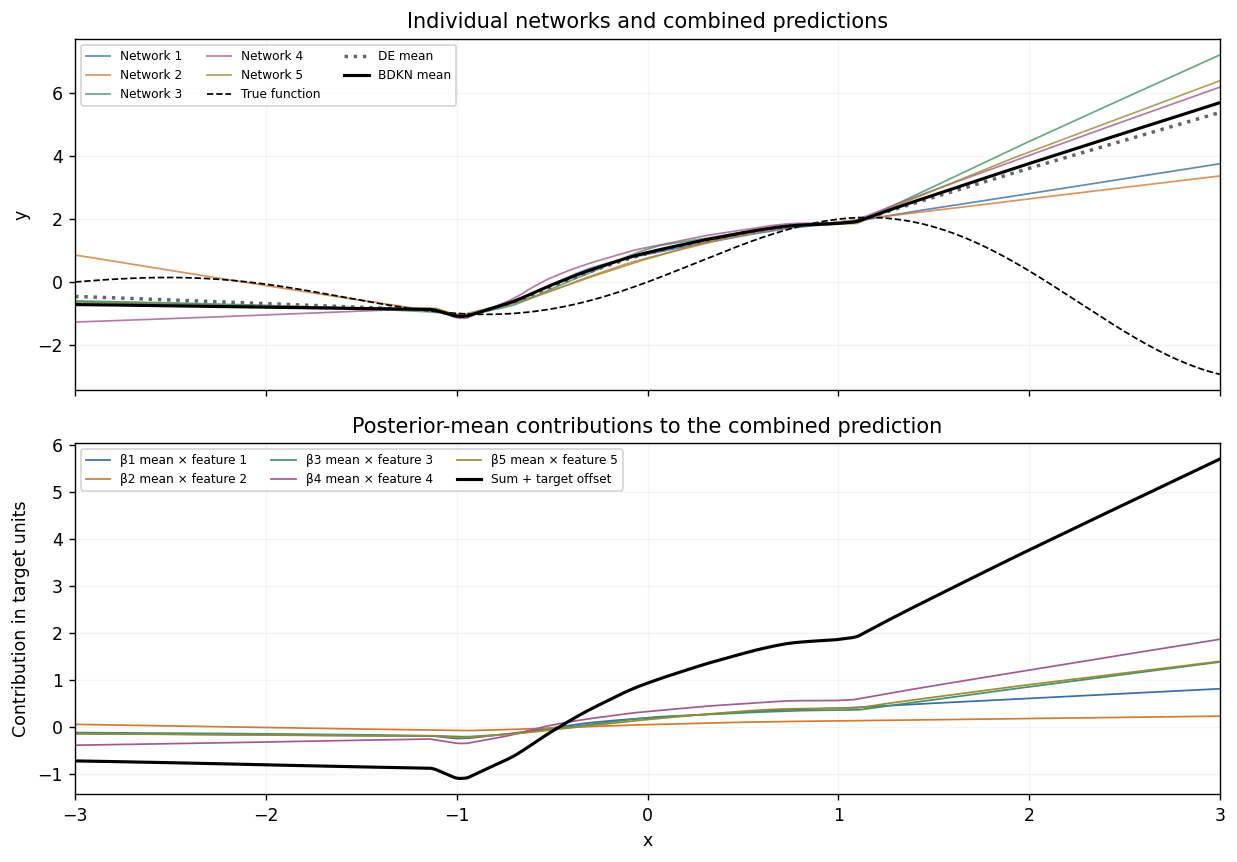 Individual networks and combined predictions
Network 1
Network 2
Network 3
Network 4
Network 5
True function
DE mean
BDKN mean
y
6
4
2
0
−2
Posterior-mean contributions to the combined prediction
β1 mean × feature 1
β2 mean × feature 2
β3 mean × feature 3
β4 mean × feature 4
β5 mean × feature 5
Sum + target offset
Contribution in target units
6
5
4
3
2
1
0
−1
−3 −2 −1 0 1 2 3
x